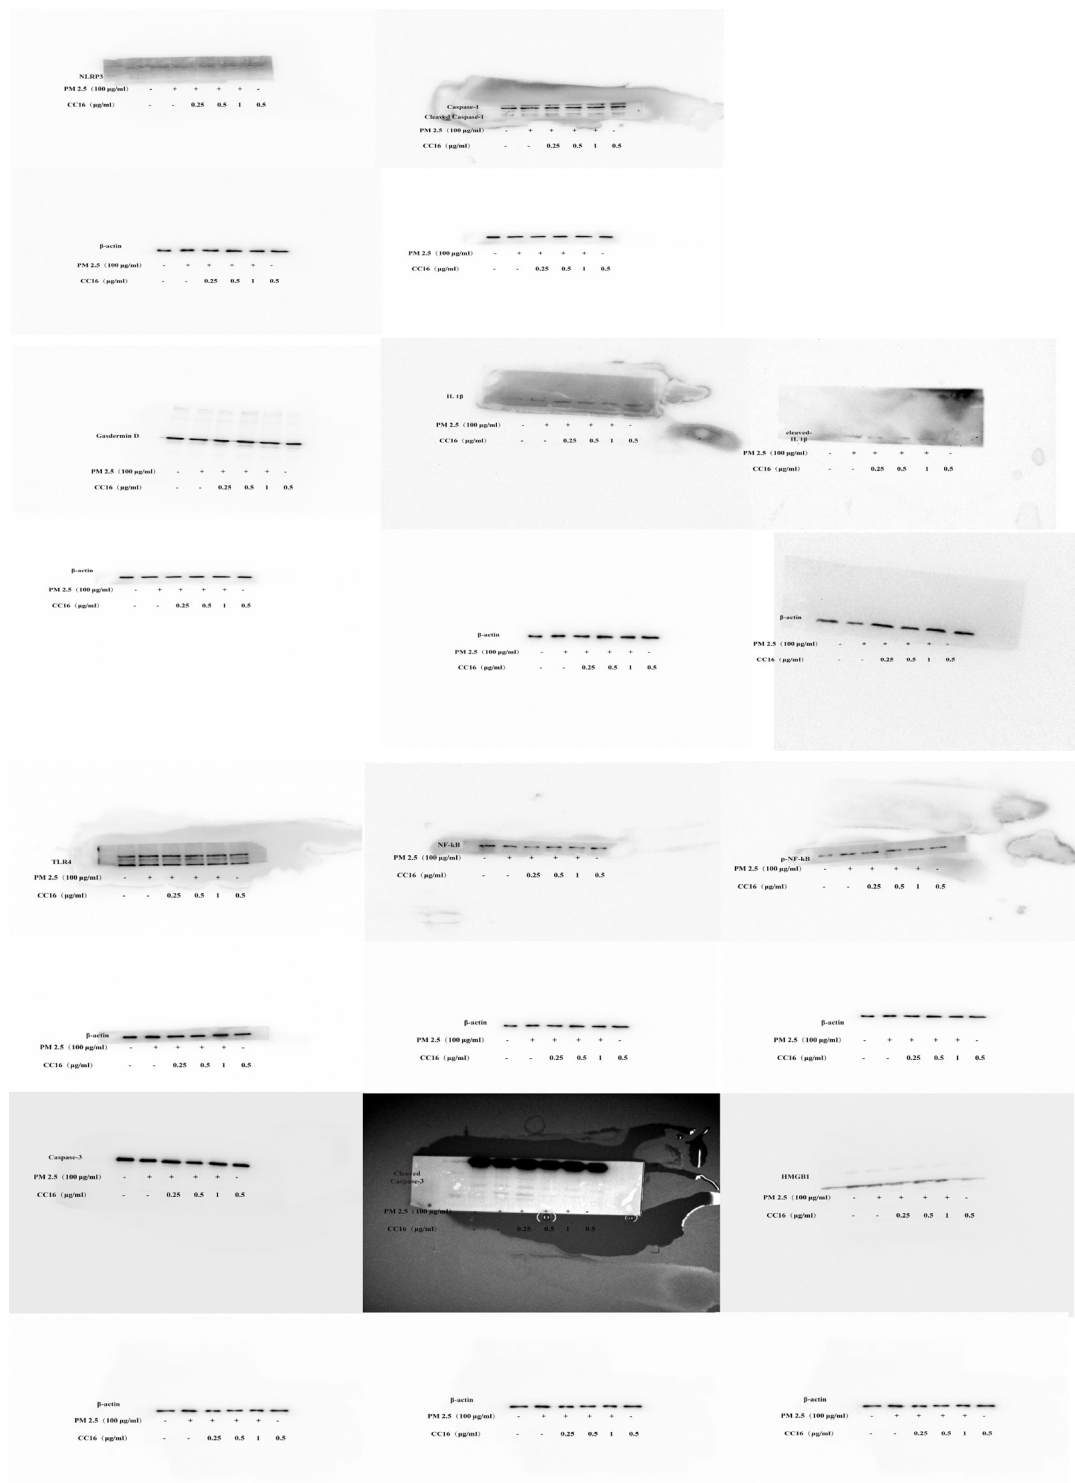 NLRP3
PM 2.5 (100 μg/ml) - + + + + -
CC16 (μg/ml) - - 0.25 0.5 1 0.5
Caspase-1
Cleaved Caspase-1
PM 2.5 (100 μg/ml) - + + + + -
CC16 (μg/ml) - - 0.25 0.5 1 0.5
β-actin
PM 2.5 (100 μg/ml) - + + + + -
CC16 (μg/ml) - - 0.25 0.5 1 0.5
PM 2.5 (100 μg/ml) - + + + + -
CC16 (μg/ml) - - 0.25 0.5 1 0.5
Gasdermin D
PM 2.5 (100 μg/ml) - + + + + -
CC16 (μg/ml) - - 0.25 0.5 1 0.5
IL 1β
PM 2.5 (100 μg/ml) - + + + + -
CC16 (μg/ml) - - 0.25 0.5 1 0.5
cleaved-
IL 1β
PM 2.5 (100 μg/ml) - + + + + -
CC16 (μg/ml) - - 0.25 0.5 1 0.5
β-actin
PM 2.5 (100 μg/ml) - + + + + -
CC16 (μg/ml) - - 0.25 0.5 1 0.5
β-actin
PM 2.5 (100 μg/ml) - + + + + -
CC16 (μg/ml) - - 0.25 0.5 1 0.5
β-actin
PM 2.5 (100 μg/ml) - + + + + -
CC16 (μg/ml) - - 0.25 0.5 1 0.5
TLR4
PM 2.5 (100 μg/ml) - + + + + -
CC16 (μg/ml) - - 0.25 0.5 1 0.5
NF-kB
PM 2.5 (100 μg/ml) - + + + + -
CC16 (μg/ml) - - 0.25 0.5 1 0.5
p-NF-kB
PM 2.5 (100 μg/ml) - + + + + -
CC16 (μg/ml) - - 0.25 0.5 1 0.5
β-actin
PM 2.5 (100 μg/ml) - + + + + -
CC16 (μg/ml) - - 0.25 0.5 1 0.5
β-actin
PM 2.5 (100 μg/ml) - + + + + -
CC16 (μg/ml) - - 0.25 0.5 1 0.5
β-actin
PM 2.5 (100 μg/ml) - + + + + -
CC16 (μg/ml) - - 0.25 0.5 1 0.5
Caspase-3
PM 2.5 (100 μg/ml) - + + + + -
CC16 (μg/ml) - - 0.25 0.5 1 0.5
Cleaved
Caspase-3
PM 2.5 (100 μg/ml) - + + + + -
CC16 (μg/ml) - - 0.25 0.5 1 0.5
HMGB1
PM 2.5 (100 μg/ml) - + + + + -
CC16 (μg/ml) - - 0.25 0.5 1 0.5
β-actin
PM 2.5 (100 μg/ml) - + + + + -
CC16 (μg/ml) - - 0.25 0.5 1 0.5
β-actin
PM 2.5 (100 μg/ml) - + + + + -
CC16 (μg/ml) - - 0.25 0.5 1 0.5
β-actin
PM 2.5 (100 μg/ml) - + + + + -
CC16 (μg/ml) - - 0.25 0.5 1 0.5